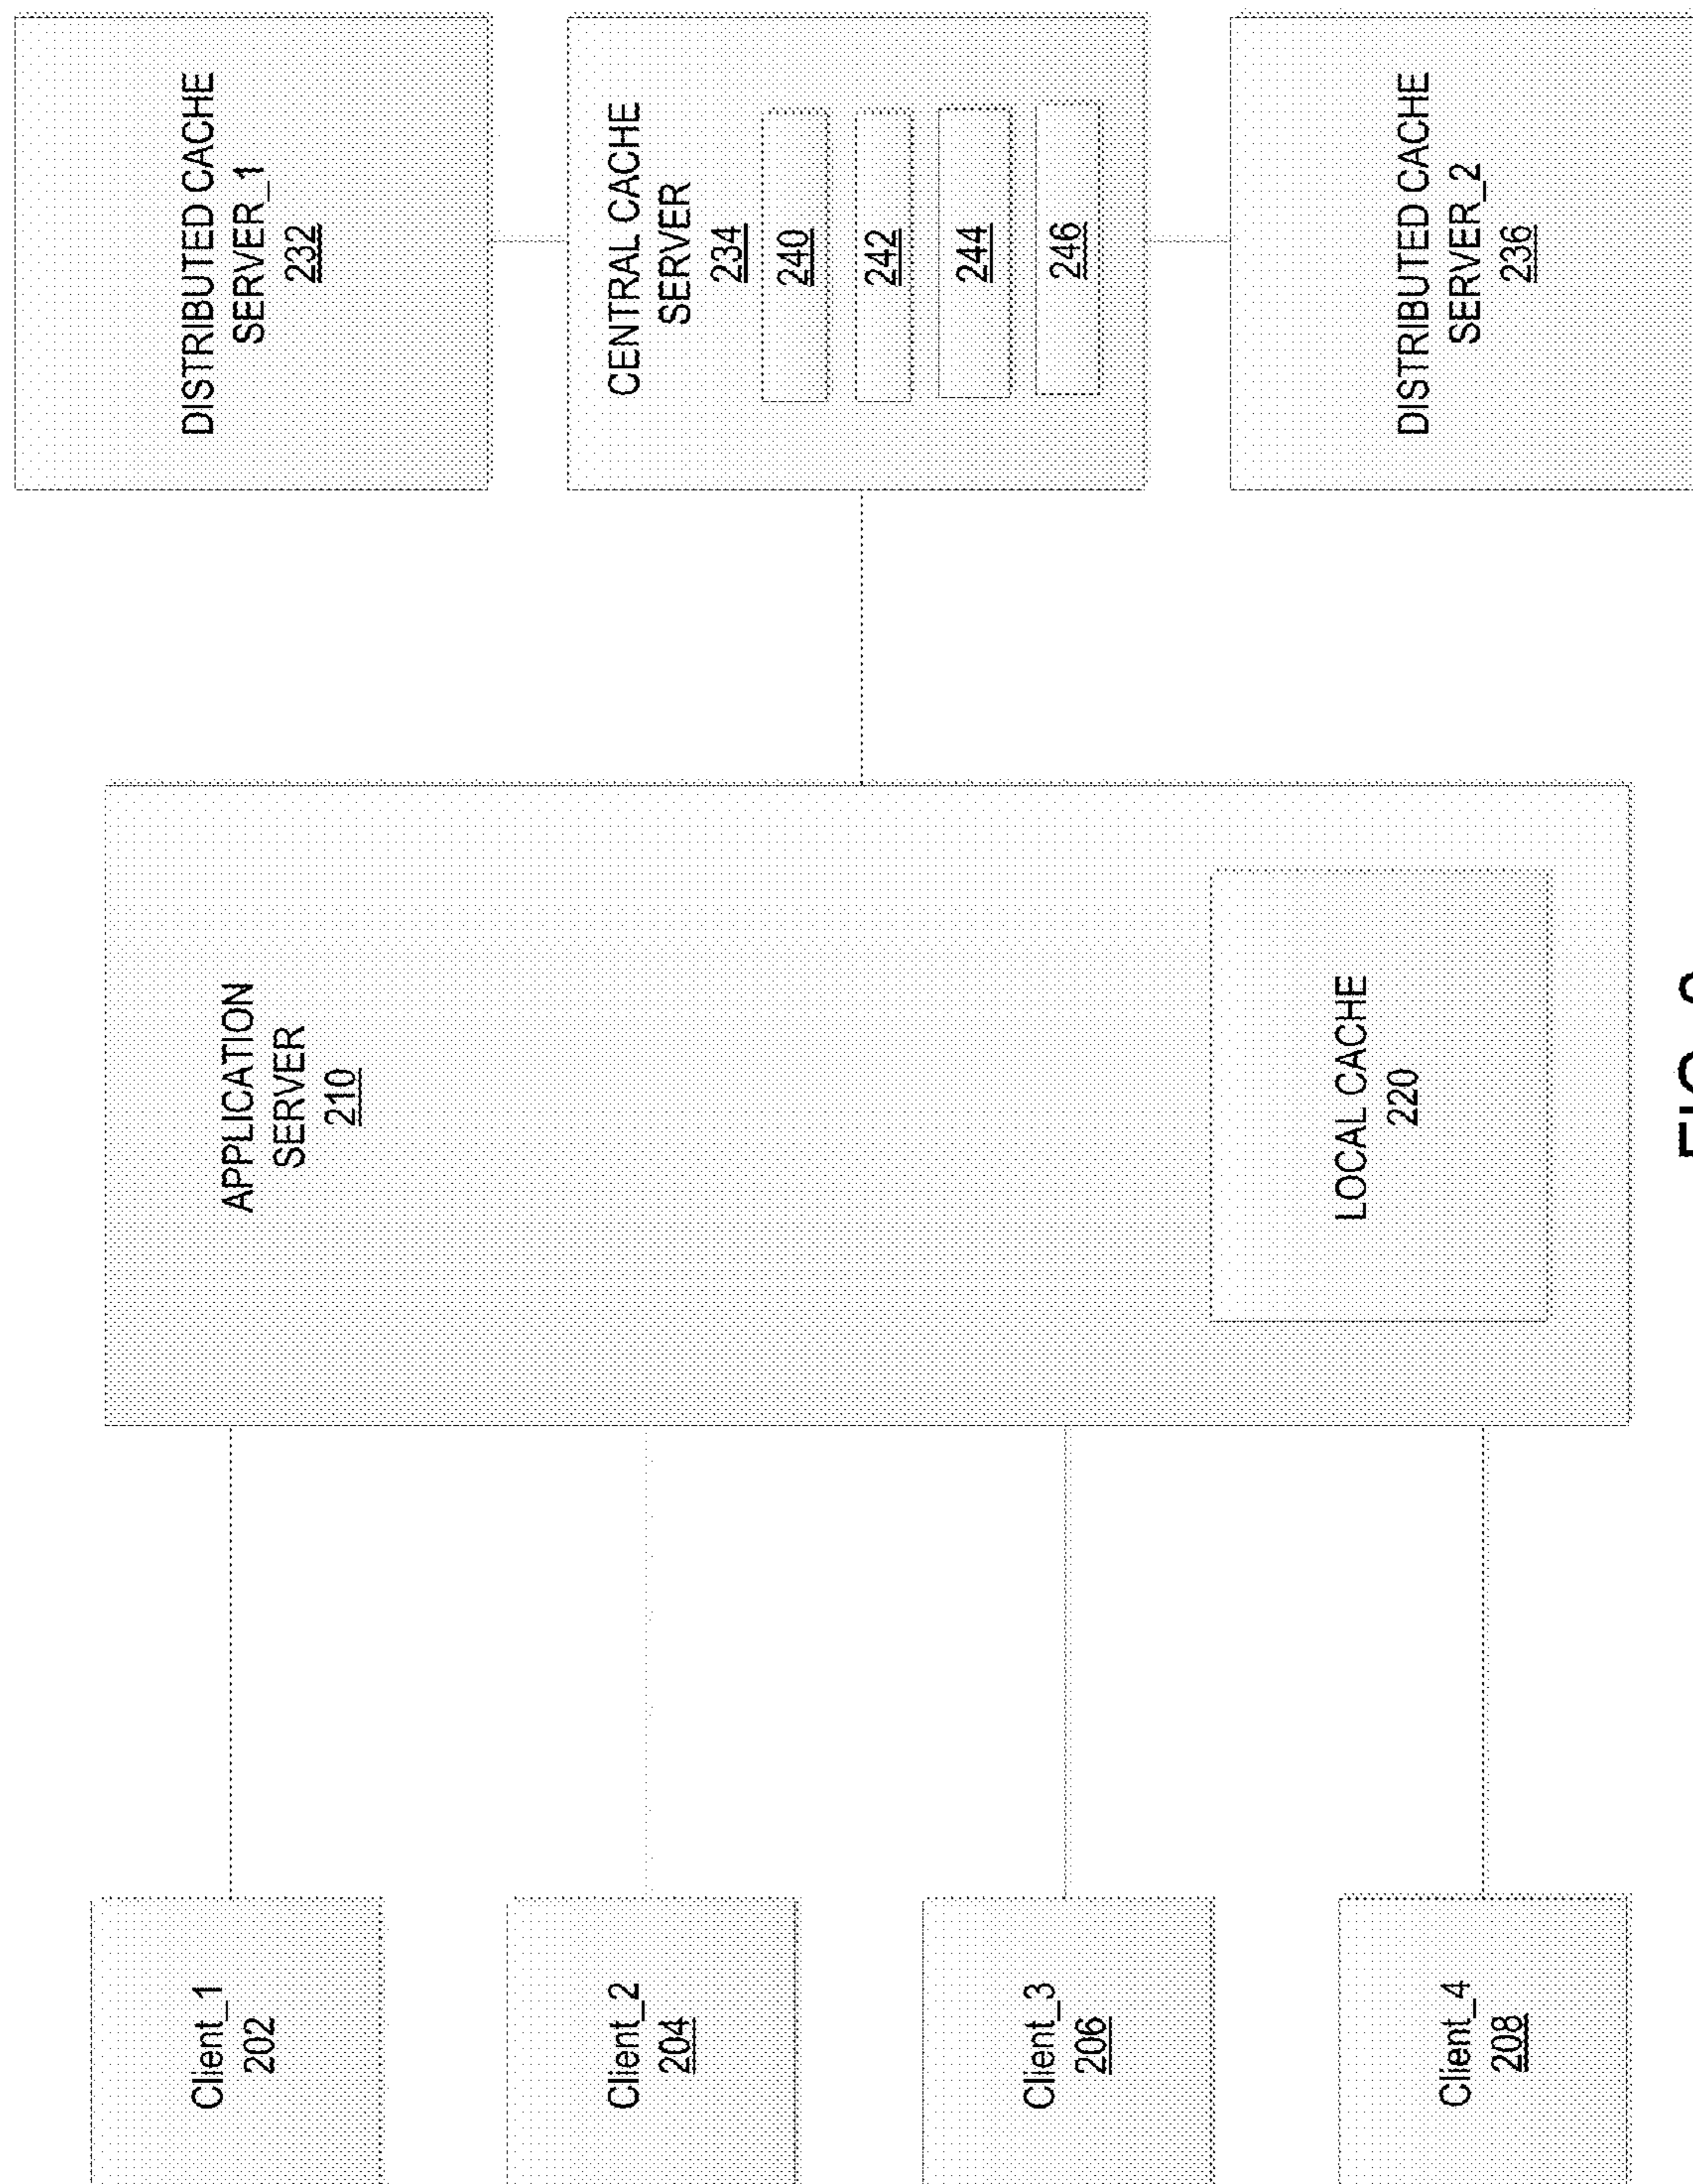 Client_1
202
Client_2
204
Client_3
206
Client_4
208
APPLICATION
SERVER
210
LOCAL CACHE
220
DISTRIBUTED CACHE
SERVER_1
232
CENTRAL CACHE
SERVER
234
240
242
244
246
DISTRIBUTED CACHE
SERVER_2
236
FIG